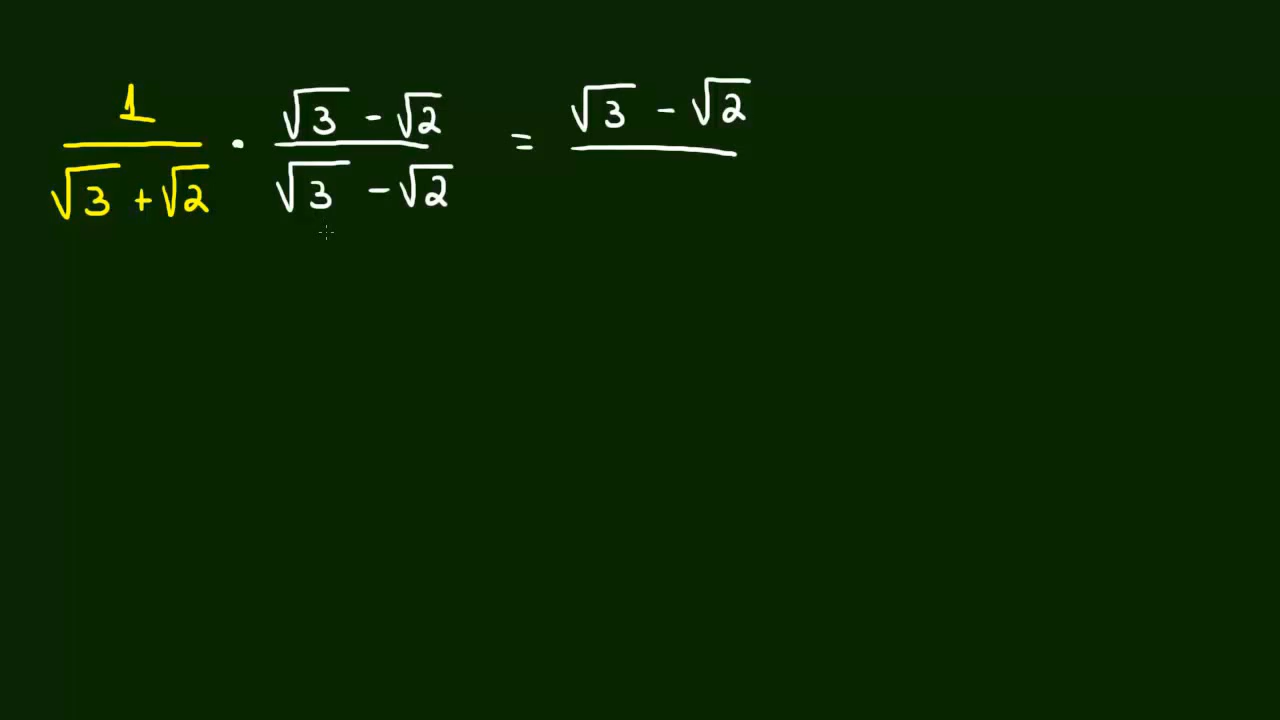 1/(√3 + √2) · (√3 - √2)/(√3 - √2) = (√3 - √2)/